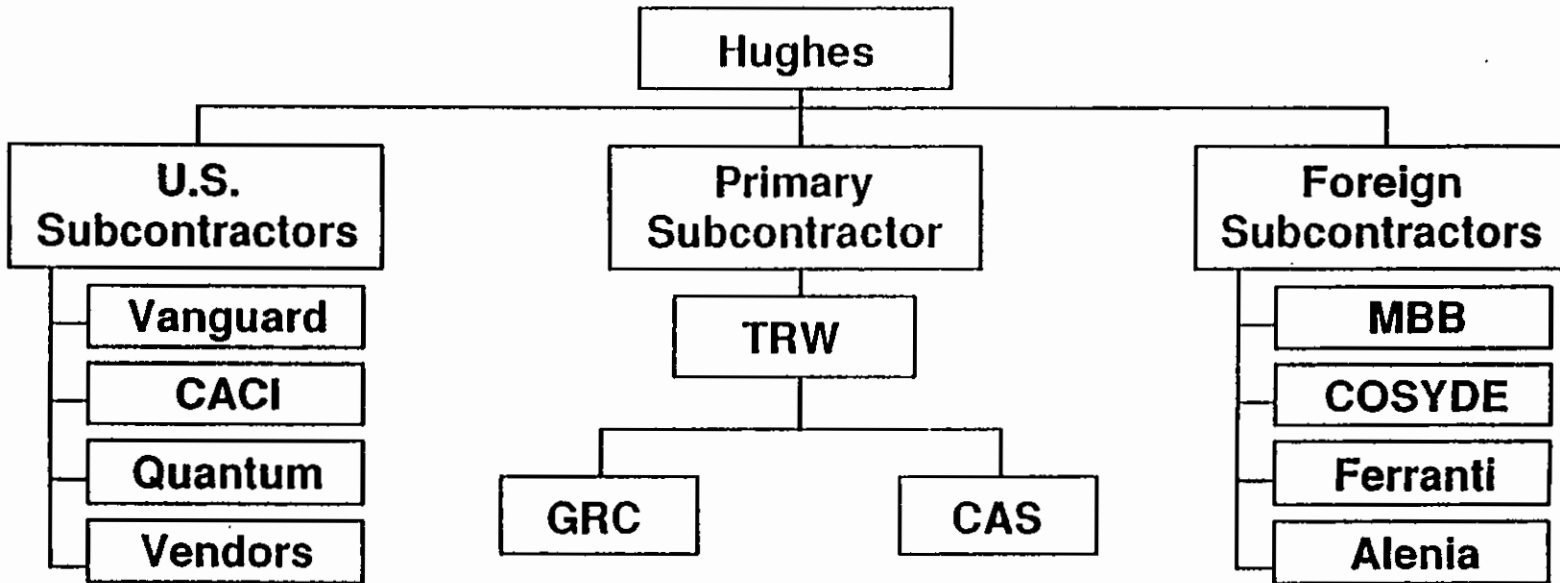 Hughes
U.S.
Subcontractors
Vanguard
CACI
Quantum
Vendors
Primary
Subcontractor
TRW
GRC
CAS
Foreign
Subcontractors
MBB
COSYDE
Ferranti
Alenia